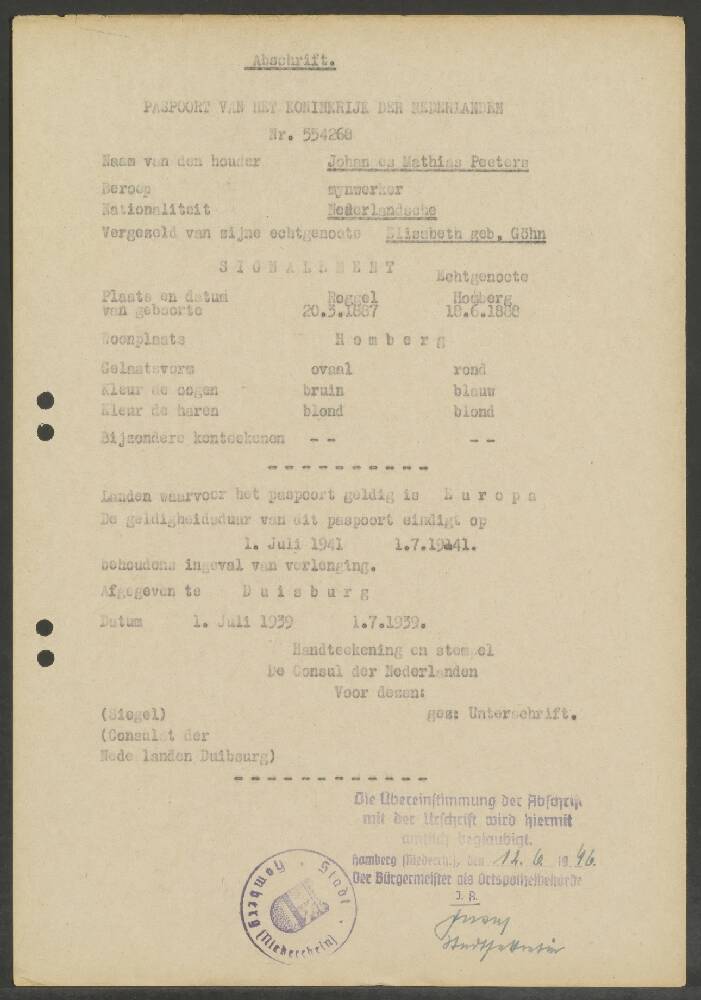 Abschrift.
PASPOORT VAN HET KONINKRIJK DER NEDERLANDEN
Nr. 554268
Naam van den houder Johan es Mathias Peeters
Beroep mynwerker
Nationaliteit Nederlandsche
Vergezeld van zijne echtgenoote Elisabeth geb. Göhn
SIGNALEMENT
Echtgenoote
Plaats en datum Roggel Homberg
van geboorte 20.3.1887 18.6.1888
Woonplaats Homberg
Gelaatsvorm ovaal rond
Kleur de oogen bruin blauw
Kleur de haren blond blond
Bijzondere kenteekenen -- --
-----------
Landen waarvoor het paspoort geldig is Europa
De geldigheidsduur van dit paspoort eindigt op
1. Juli 1941 1.7.1941.
behoudens ingeval van verlenging.
Afgegeven te Duisburg
Datum 1. Juli 1939 1.7.1939.
Handteekening en stempel
De Consul der Nederlanden
Voor dezen:
(Siegel) gez: Unterschrift.
(Consulat der
Nede landen Duibsurg)
------------
Die Übereinstimmung der Abschrift
mit der Urschrift wird hiermit
amtlich beglaubigt.
Homberg (Niederrh.), den 12. 6. 1946.
Der Bürgermeister als Ortspolizeibehörde
J. A.
Stadtsekretär
Stadt Homberg (Niederrhein)